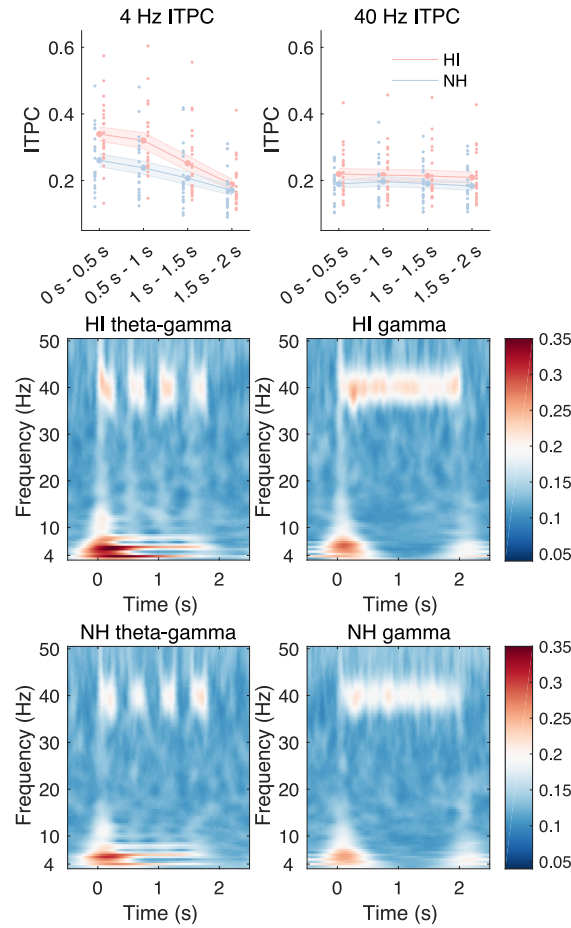 4 Hz ITPC
40 Hz ITPC
ITPC
0.6
0.4
0.2
0.6
0.4
0.2
HI
NH
0 s - 0.5 s
0.5 s - 1 s
1 s - 1.5 s
1.5 s - 2 s
0 s - 0.5 s
0.5 s - 1 s
1 s - 1.5 s
1.5 s - 2 s
HI theta-gamma
HI gamma
Frequency (Hz)
50
40
30
20
10
4
0
1
2
Time (s)
Frequency (Hz)
50
40
30
20
10
4
0
1
2
Time (s)
0.35
0.3
0.25
0.2
0.15
0.1
0.05
NH theta-gamma
NH gamma
Frequency (Hz)
50
40
30
20
10
4
0
1
2
Time (s)
Frequency (Hz)
50
40
30
20
10
4
0
1
2
Time (s)
0.35
0.3
0.25
0.2
0.15
0.1
0.05